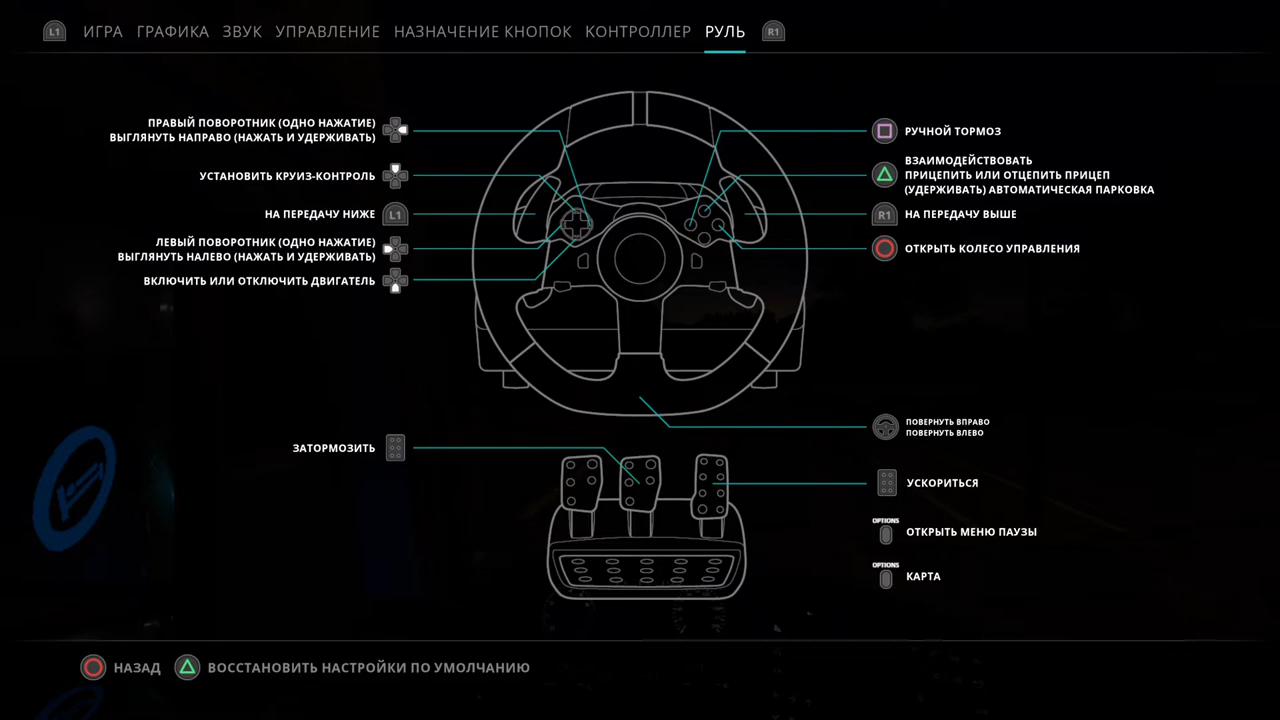 L1 ИГРА ГРАФИКА ЗВУК УПРАВЛЕНИЕ НАЗНАЧЕНИЕ КНОПОК КОНТРОЛЛЕР РУЛЬ R1
ПРАВЫЙ ПОВОРОТНИК (ОДНО НАЖАТИЕ)
ВЫГЛЯНУТЬ НАПРАВО (НАЖАТЬ И УДЕРЖИВАТЬ)
УСТАНОВИТЬ КРУИЗ-КОНТРОЛЬ
НА ПЕРЕДАЧУ НИЖЕ L1
ЛЕВЫЙ ПОВОРОТНИК (ОДНО НАЖАТИЕ)
ВЫГЛЯНУТЬ НАЛЕВО (НАЖАТЬ И УДЕРЖИВАТЬ)
ВКЛЮЧИТЬ ИЛИ ОТКЛЮЧИТЬ ДВИГАТЕЛЬ
ЗАТОРМОЗИТЬ
РУЧНОЙ ТОРМОЗ
ВЗАИМОДЕЙСТВОВАТЬ
ПРИЦЕПИТЬ ИЛИ ОТЦЕПИТЬ ПРИЦЕП
(УДЕРЖИВАТЬ) АВТОМАТИЧЕСКАЯ ПАРКОВКА
R1 НА ПЕРЕДАЧУ ВЫШЕ
ОТКРЫТЬ КОЛЕСО УПРАВЛЕНИЯ
ПОВЕРНУТЬ ВПРАВО
ПОВЕРНУТЬ ВЛЕВО
УСКОРИТЬСЯ
OPTIONS
ОТКРЫТЬ МЕНЮ ПАУЗЫ
OPTIONS
КАРТА
НАЗАД ВОССТАНОВИТЬ НАСТРОЙКИ ПО УМОЛЧАНИЮ